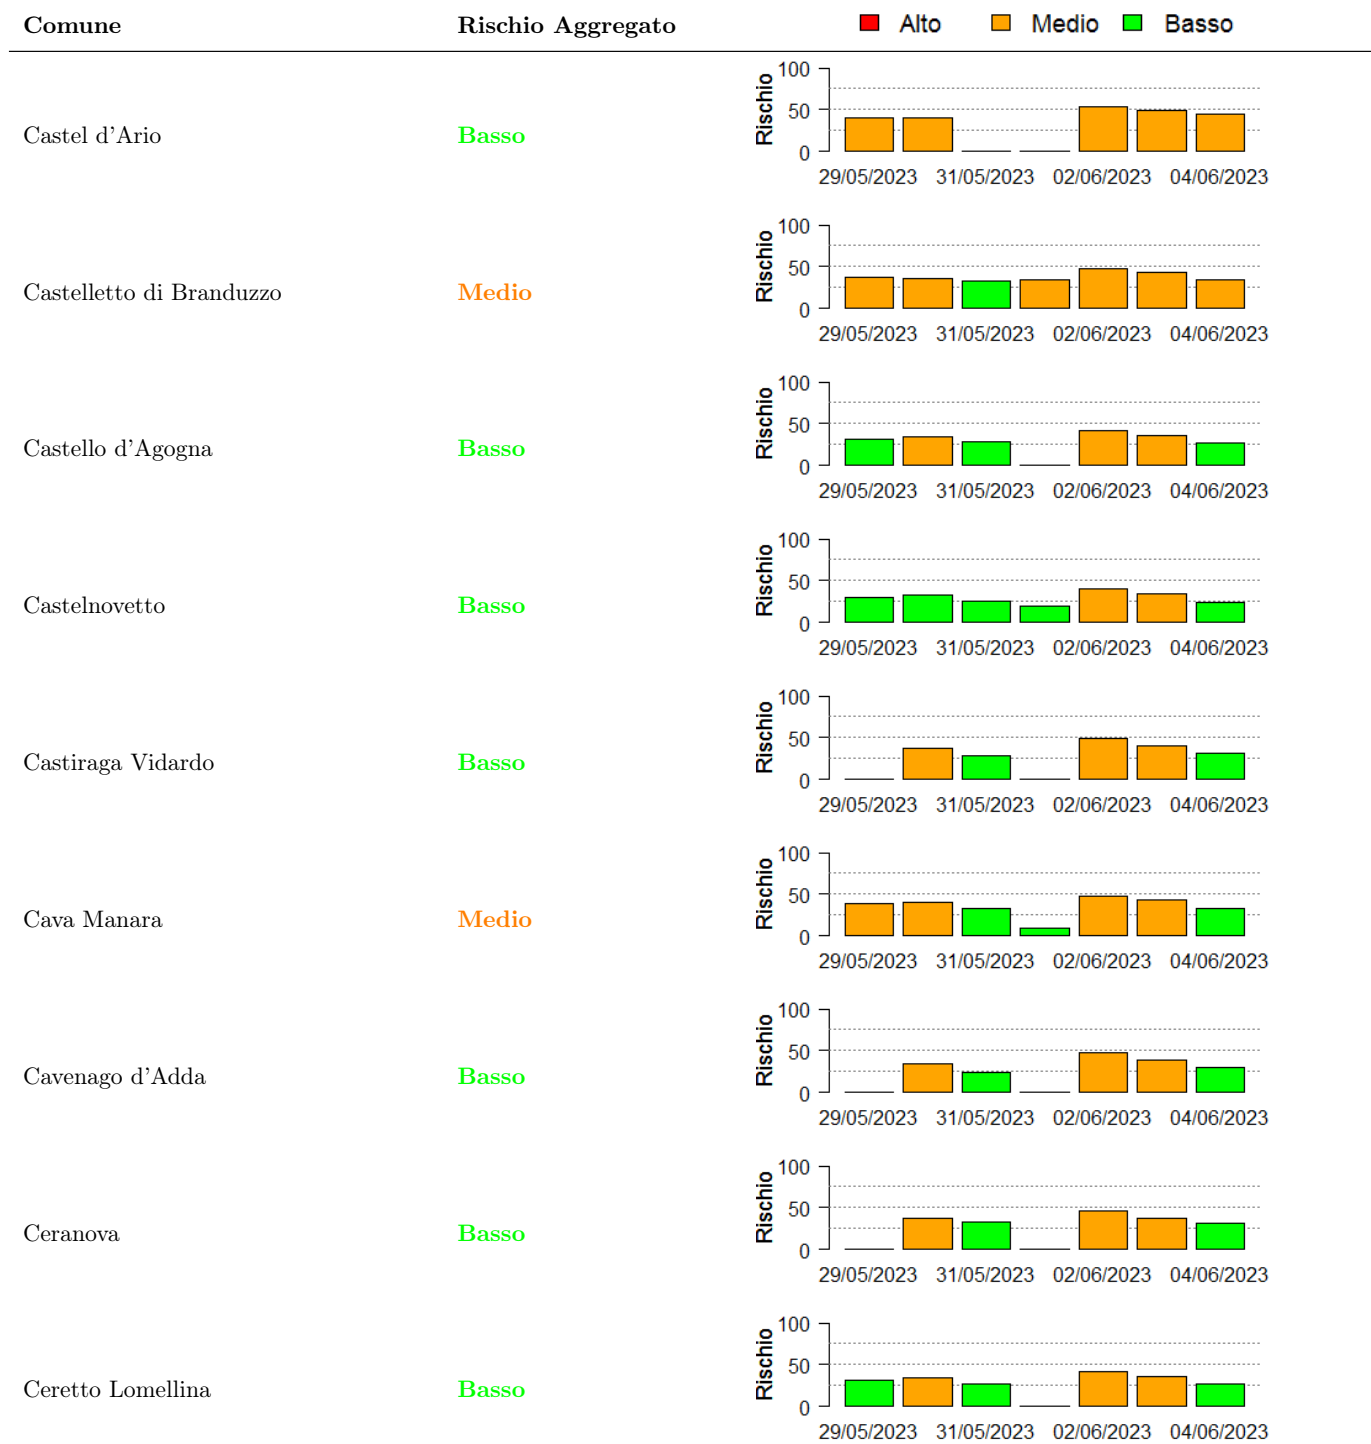 Comune Rischio Aggregato Alto Medio Basso
100
50
0
Rischio
Castel d'Ario Basso
29/05/2023 31/05/2023 02/06/2023 04/06/2023
100
50
0
Rischio
Castelletto di Branduzzo Medio
29/05/2023 31/05/2023 02/06/2023 04/06/2023
100
50
0
Rischio
Castello d'Agogna Basso
29/05/2023 31/05/2023 02/06/2023 04/06/2023
100
50
0
Rischio
Castelnovetto Basso
29/05/2023 31/05/2023 02/06/2023 04/06/2023
100
50
0
Rischio
Castiraga Vidardo Basso
29/05/2023 31/05/2023 02/06/2023 04/06/2023
100
50
0
Rischio
Cava Manara Medio
29/05/2023 31/05/2023 02/06/2023 04/06/2023
100
50
0
Rischio
Cavenago d'Adda Basso
29/05/2023 31/05/2023 02/06/2023 04/06/2023
100
50
0
Rischio
Ceranova Basso
29/05/2023 31/05/2023 02/06/2023 04/06/2023
100
50
0
Rischio
Ceretto Lomellina Basso
29/05/2023 31/05/2023 02/06/2023 04/06/2023